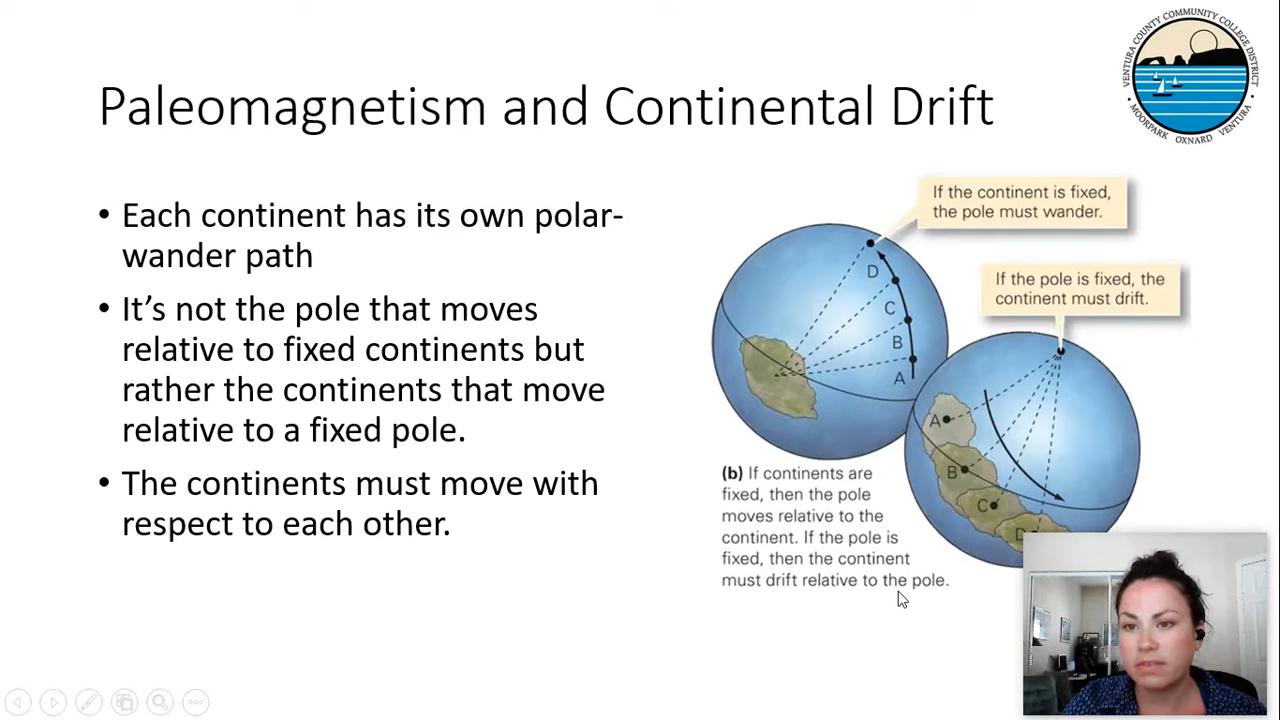 Paleomagnetism and Continental Drift
VENTURA COUNTY COMMUNITY COLLEGE DISTRICT
• MOORPARK OXNARD VENTURA •
• Each continent has its own polar-
wander path
• It’s not the pole that moves
relative to fixed continents but
rather the continents that move
relative to a fixed pole.
• The continents must move with
respect to each other.
If the continent is fixed,
the pole must wander.
D
C
B
A
If the pole is fixed, the
continent must drift.
A
B
C
D
(b) If continents are
fixed, then the pole
moves relative to the
continent. If the pole is
fixed, then the continent
must drift relative to the pole.